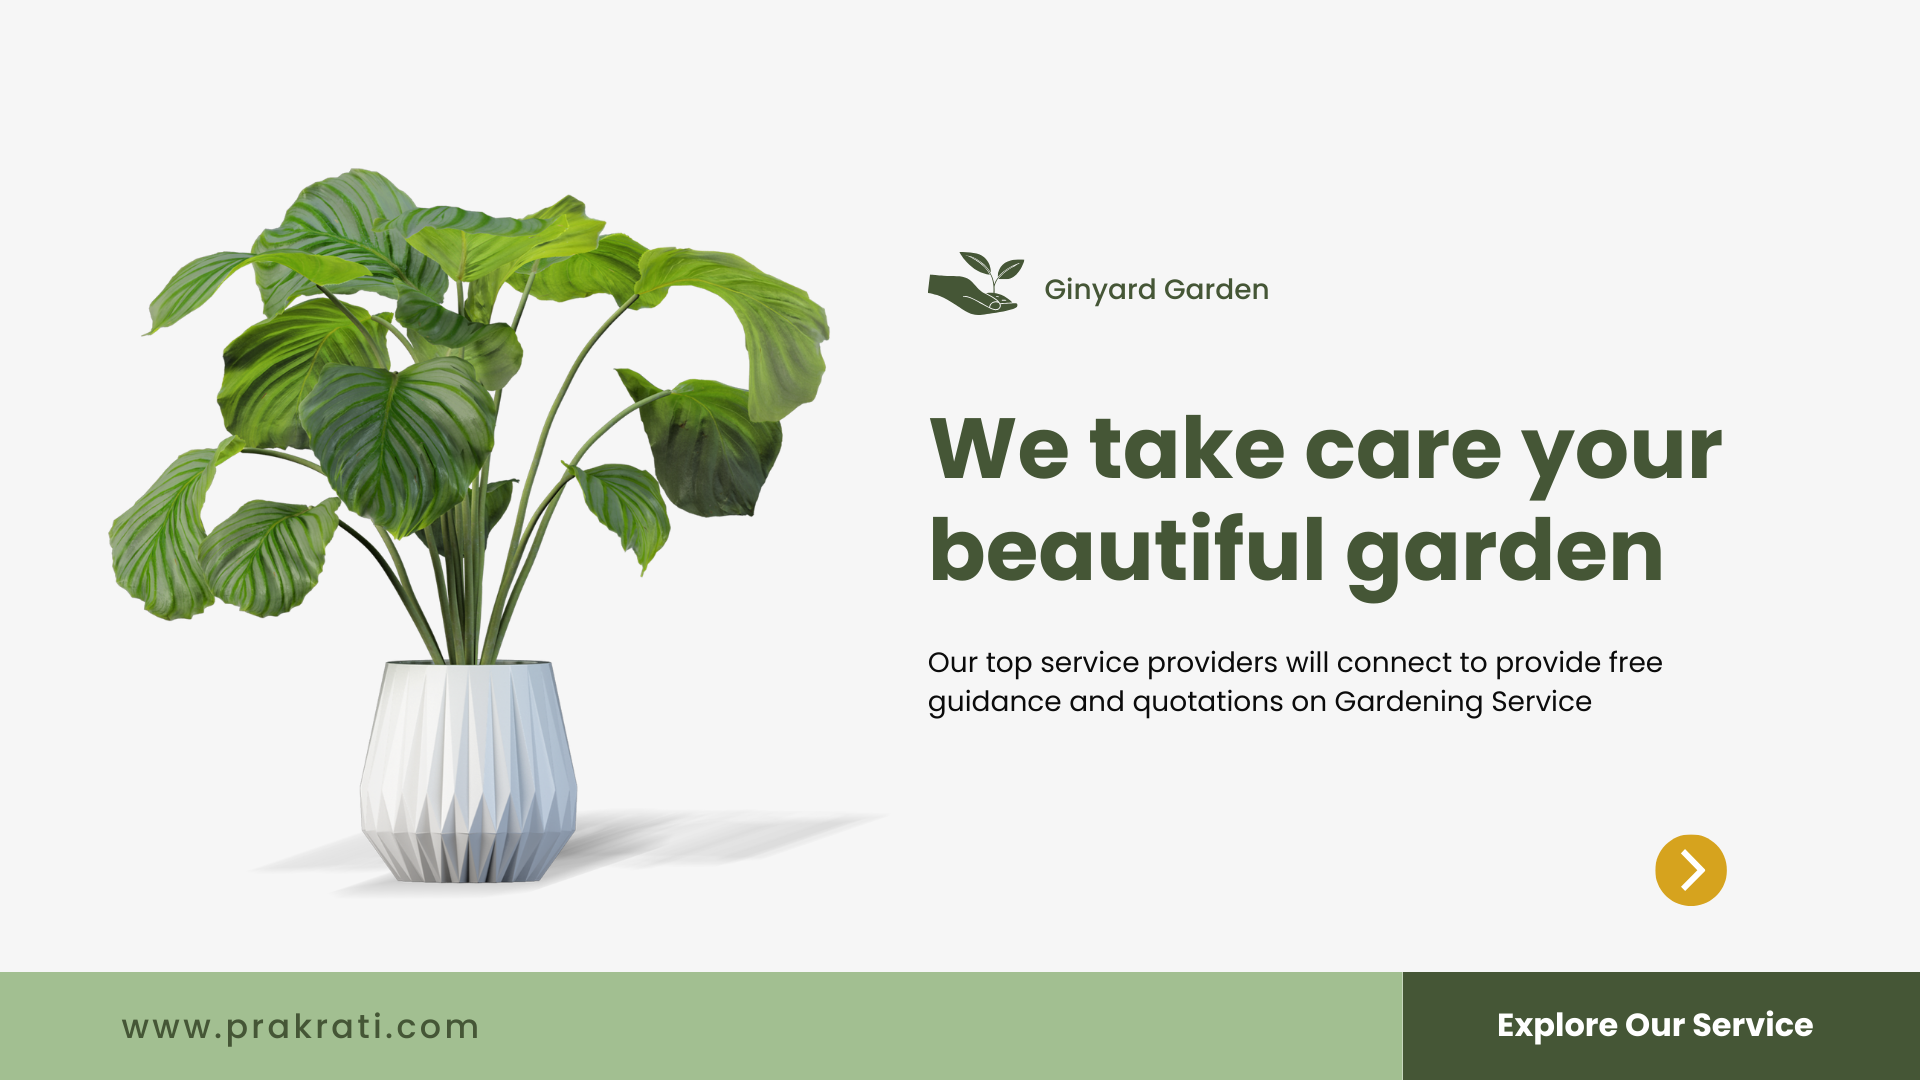 Ginyard Garden
We take care your
beautiful garden
Our top service providers will connect to provide free
guidance and quotations on Gardening Service
www.prakrati.com
Explore Our Service